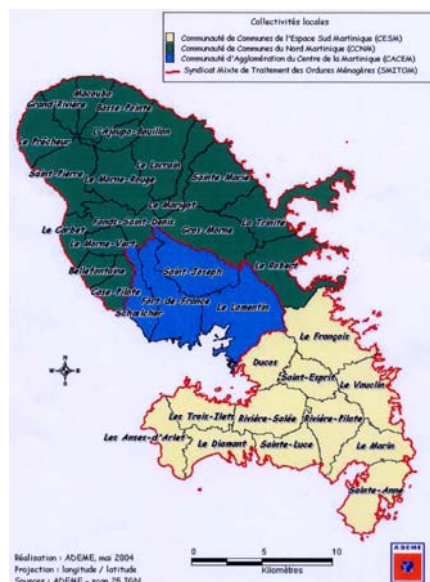 Collectivités locales
Communauté de Communes de l'Espace Sud Martinique (CESM)
Communauté de Communes du Nord Martinique (CCNM)
Communauté d'Agglomération du Centre de la Martinique (CACEM)
Syndicat Mixte de Traitement des Ordures Ménagères (SMITOM)
Macouba
Grand'Rivière
Basse-Pointe
L'Ajoupa-Bouillon
Le Prêcheur
Le Lorrain
Saint-Pierre
Le Morne-Rouge
Sainte-Marie
Le Marigot
Fonds-Saint-Denis
La Trinité
Le Carbet
Gros-Morne
Le Morne-Vert
Saint-Joseph
Le Robert
Bellefontaine
Case-Pilote
Fort-de-France
Le Lamentin
Schoelcher
Le François
Ducos
Saint-Esprit
Le Vauclin
Les Trois-Ilets
Rivière-Salée
Rivière-Pilote
Les Anses-d'Arlet
Le Diamant
Sainte-Luce
Le Marin
Sainte-Anne
N
W E
S
0 5 10
Kilomètres
Réalisation : ADEME, mai 2004
Projection : longitude / latitude
Sources : ADEME -
ADEME